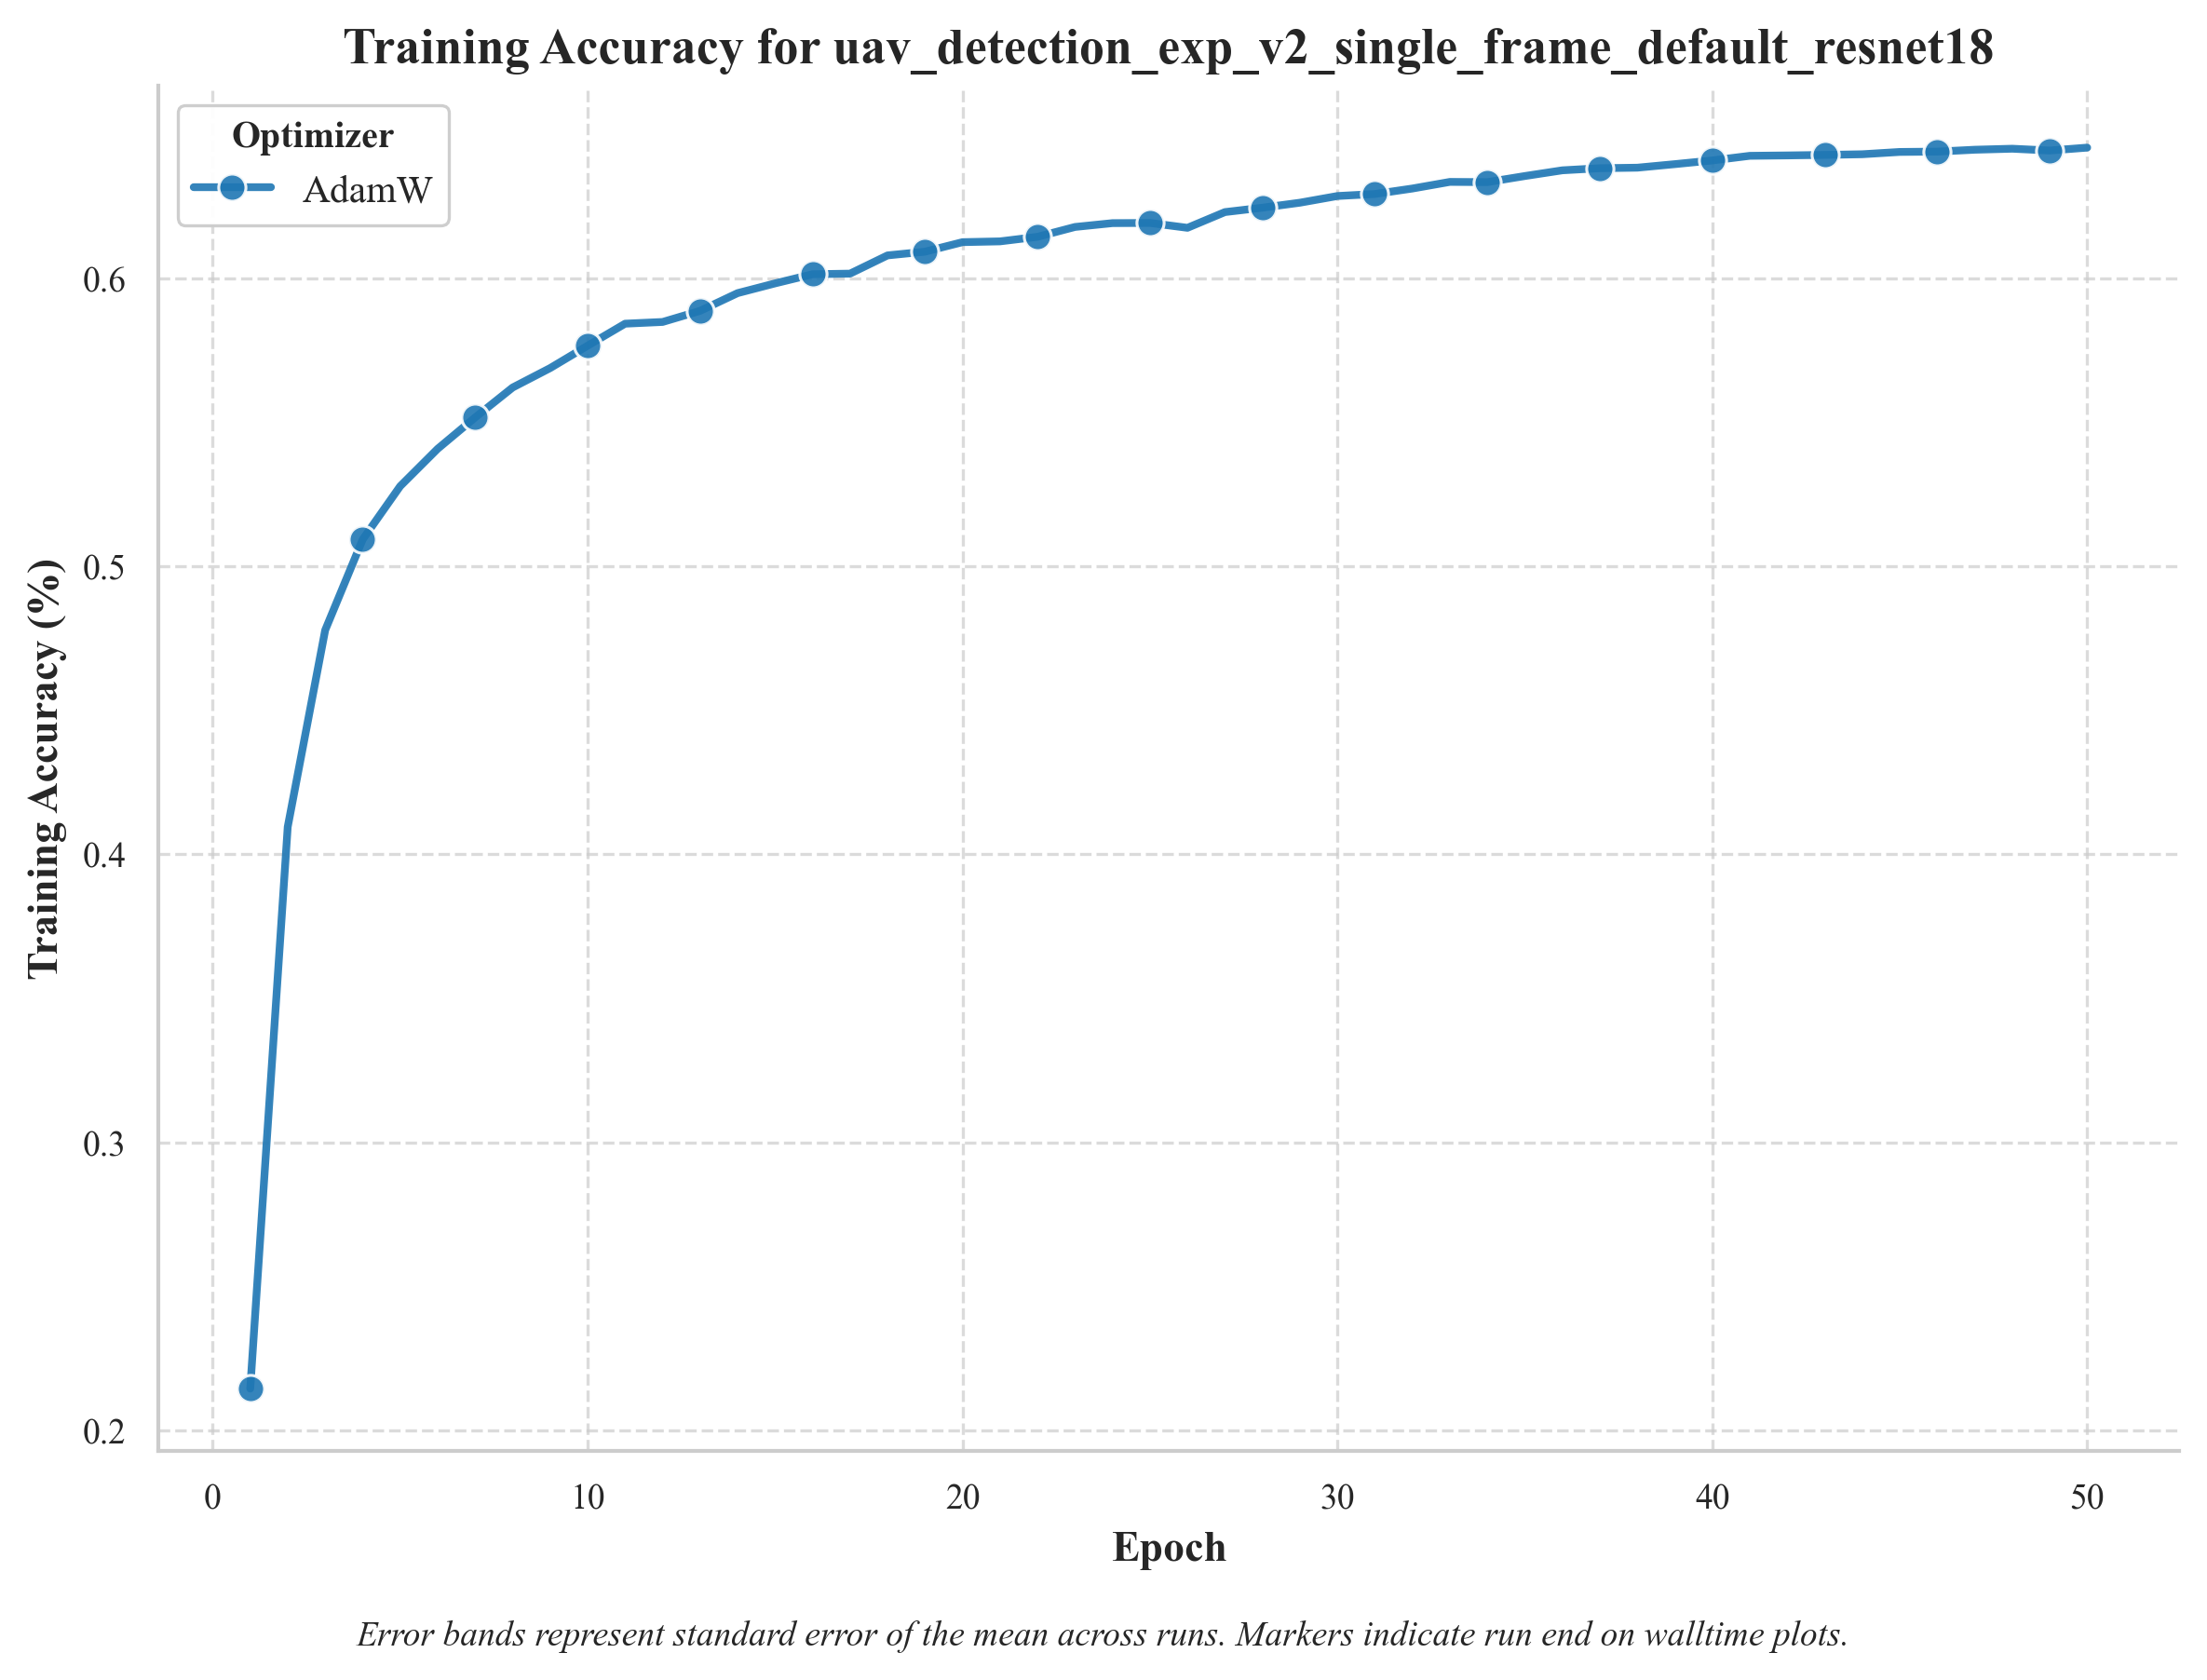 Training Accuracy for uav_detection_exp_v2_single_frame_default_resnet18
Optimizer
AdamW
Training Accuracy (%)
0.6
0.5
0.4
0.3
0.2
0 10 20 30 40 50
Epoch
Error bands represent standard error of the mean across runs. Markers indicate run end on walltime plots.